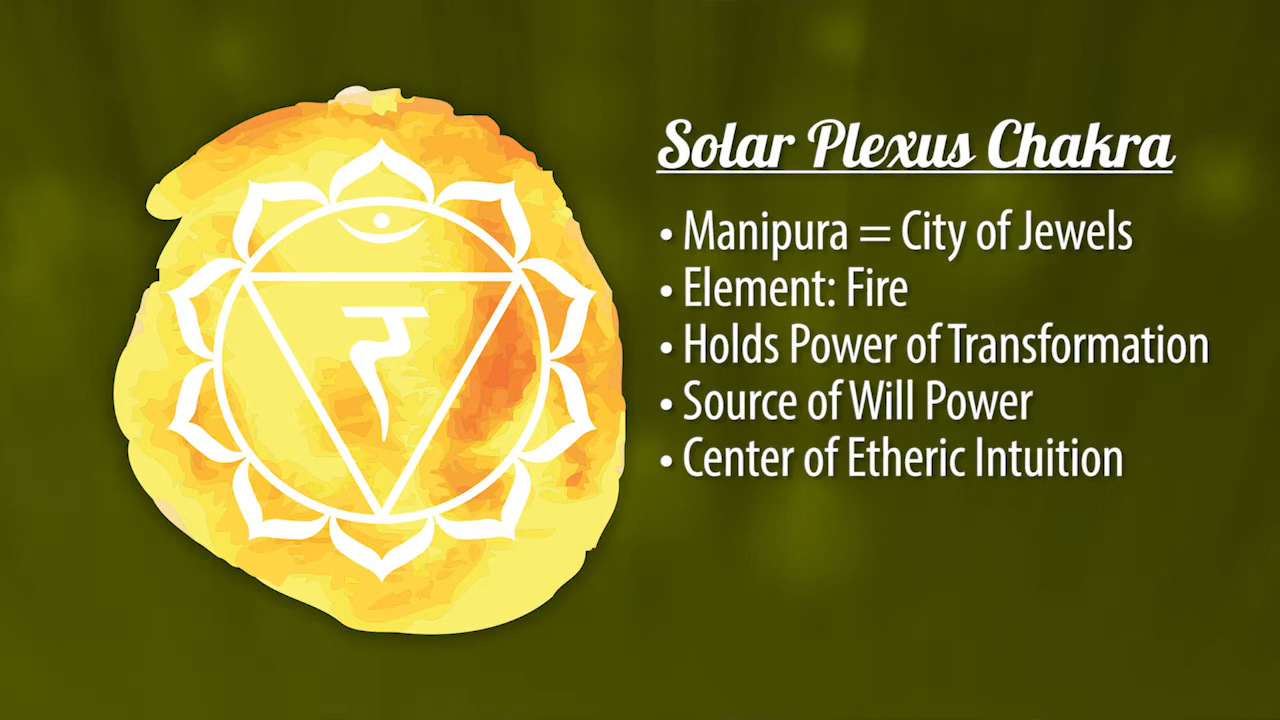 Solar Plexus Chakra
• Manipura = City of Jewels
• Element: Fire
• Holds Power of Transformation
• Source of Will Power
• Center of Etheric Intuition
र